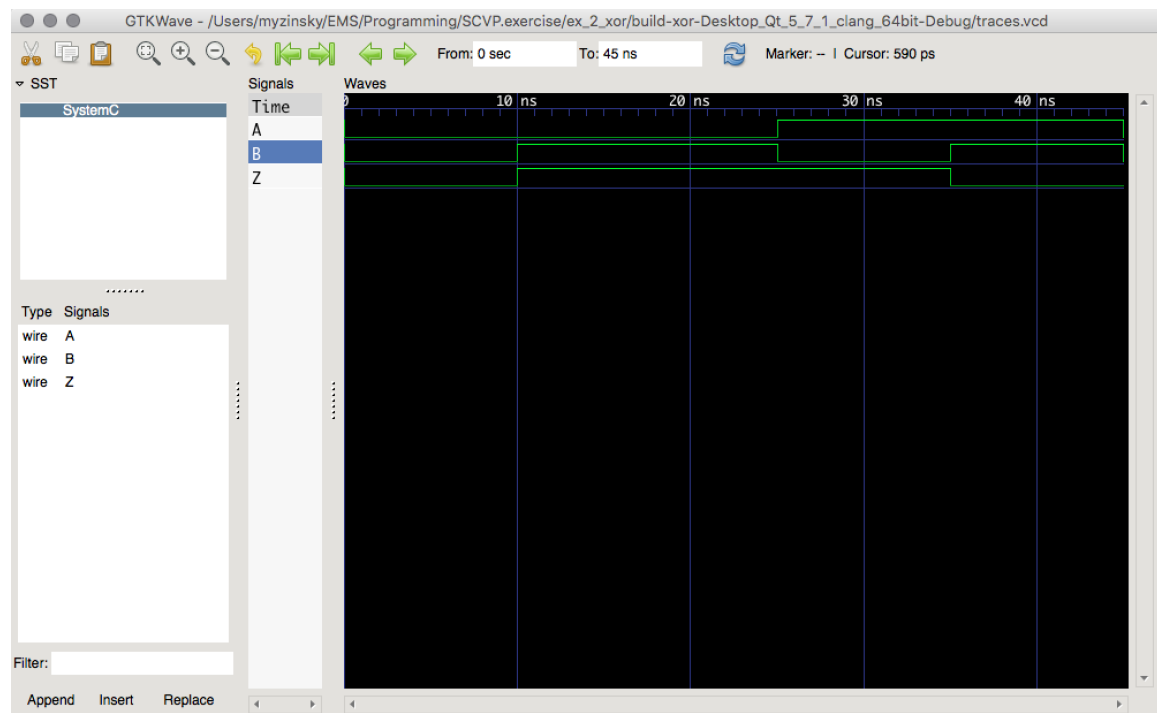 GTKWave - /Users/myzinsky/EMS/Programming/SCVP.exercise/ex_2_xor/build-xor-Desktop_Qt_5_7_1_clang_64bit-Debug/traces.vcd
From: 0 sec To: 45 ns Marker: -- | Cursor: 590 ps
SST
SystemC
Type Signals
wire A
wire B
wire Z
Filter:
Append Insert Replace
Signals
Time
A
B
Z
Waves
0 10 ns 20 ns 30 ns 40 ns